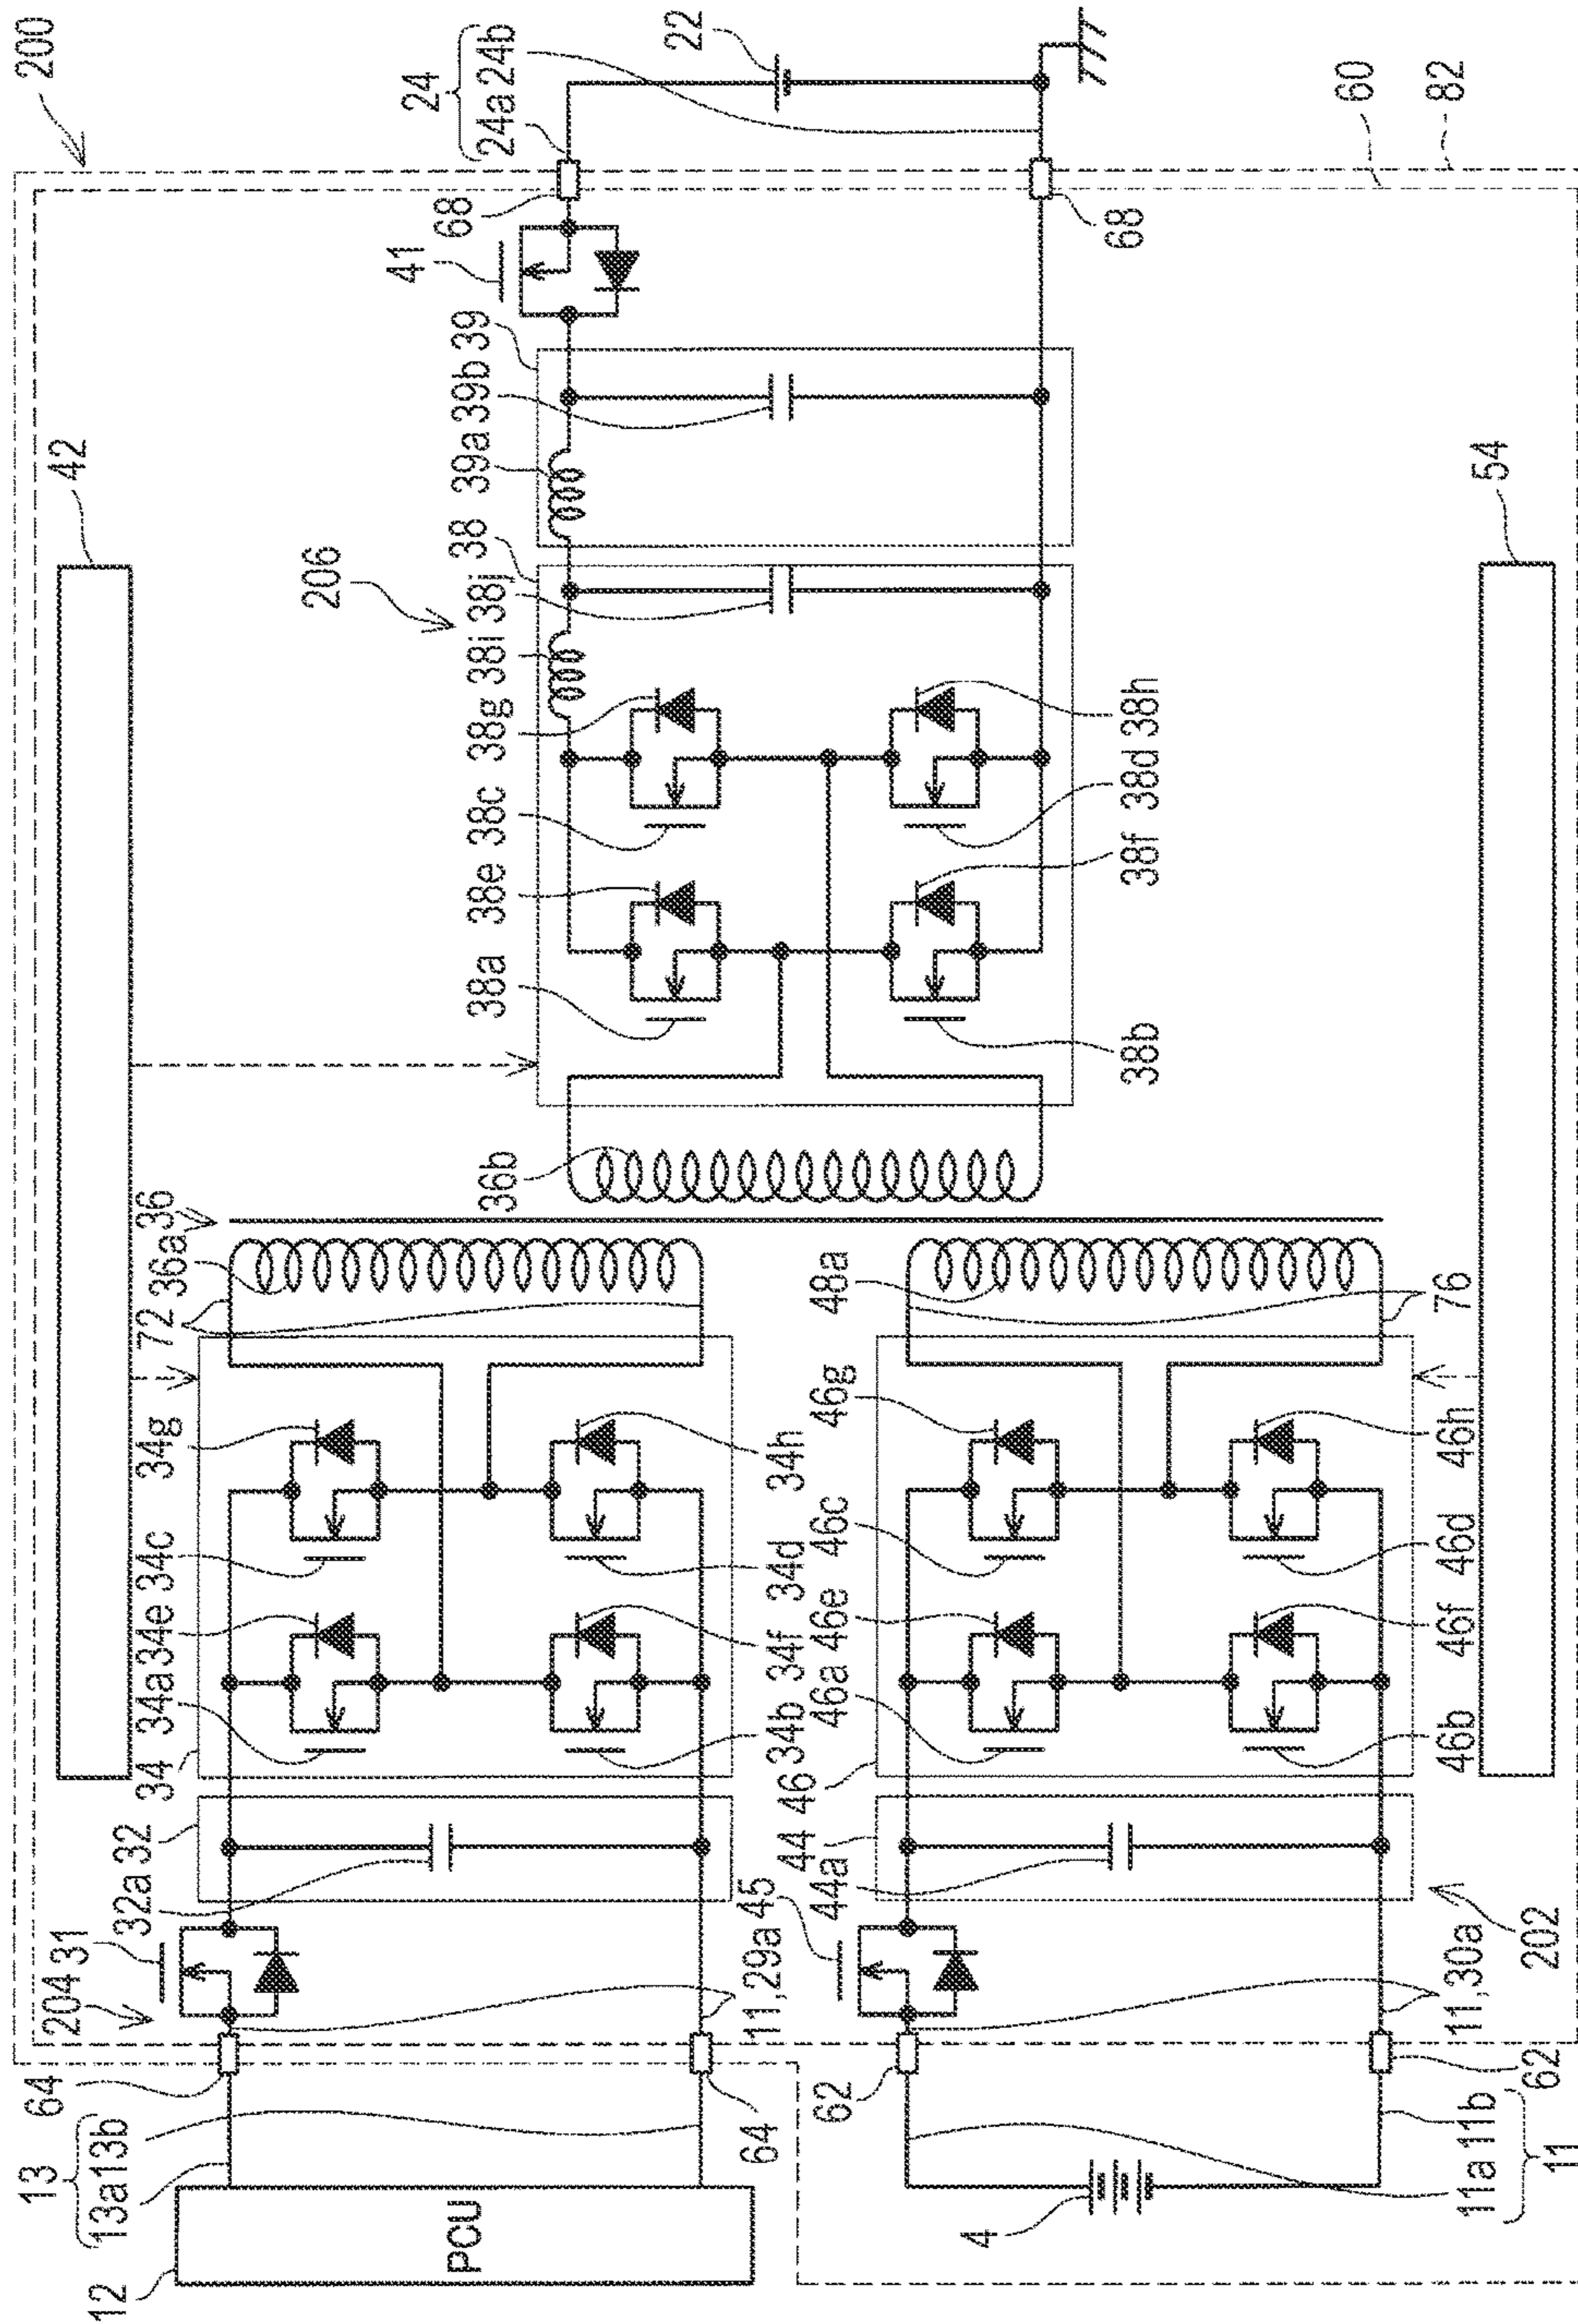 200
42
24
24a 24b
22
68
41
39
39b
39a
206
38
38j
38i
38g
38c
38e
38a
36b
68
60
82
54
38h
38d
38f
38b
36
36a
72
34g
34c
34e
34a
34
48a
76
34h
34d
34f
34b
46g
46c
46e
46a
46
46h
46d
46f
46b
32
32a
31
204
44
44a
45
11,29a
202
11,30a
64
13
13a 13b
64
62
62
12
PCU
4
11a 11b
11